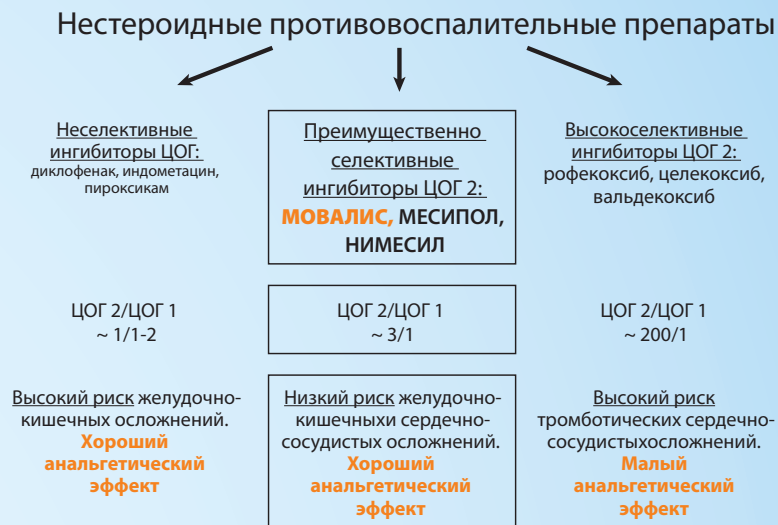 Нестероидные противовоспалительные препараты
Неселективные
ингибиторы ЦОГ:
диклофенак, индометацин,
пироксикам
Преимущественно
селективные
ингибиторы ЦОГ 2:
МОВАЛИС, МЕСИПОЛ,
НИМЕСИЛ
Высокоселективные
ингибиторы ЦОГ 2:
рофекоксиб, целекоксиб,
вальдекоксиб
ЦОГ 2/ЦОГ 1
~ 1/1-2
ЦОГ 2/ЦОГ 1
~ 3/1
ЦОГ 2/ЦОГ 1
~ 200/1
Высокий риск желудочно-
кишечных осложнений.
Хороший
анальгетический
эффект
Низкий риск желудочно-
кишечныхи сердечно-
сосудистых осложнений.
Хороший
анальгетический
эффект
Высокий риск
тромботических сердечно-
сосудистыхосложнений.
Малый
анальгетический
эффект